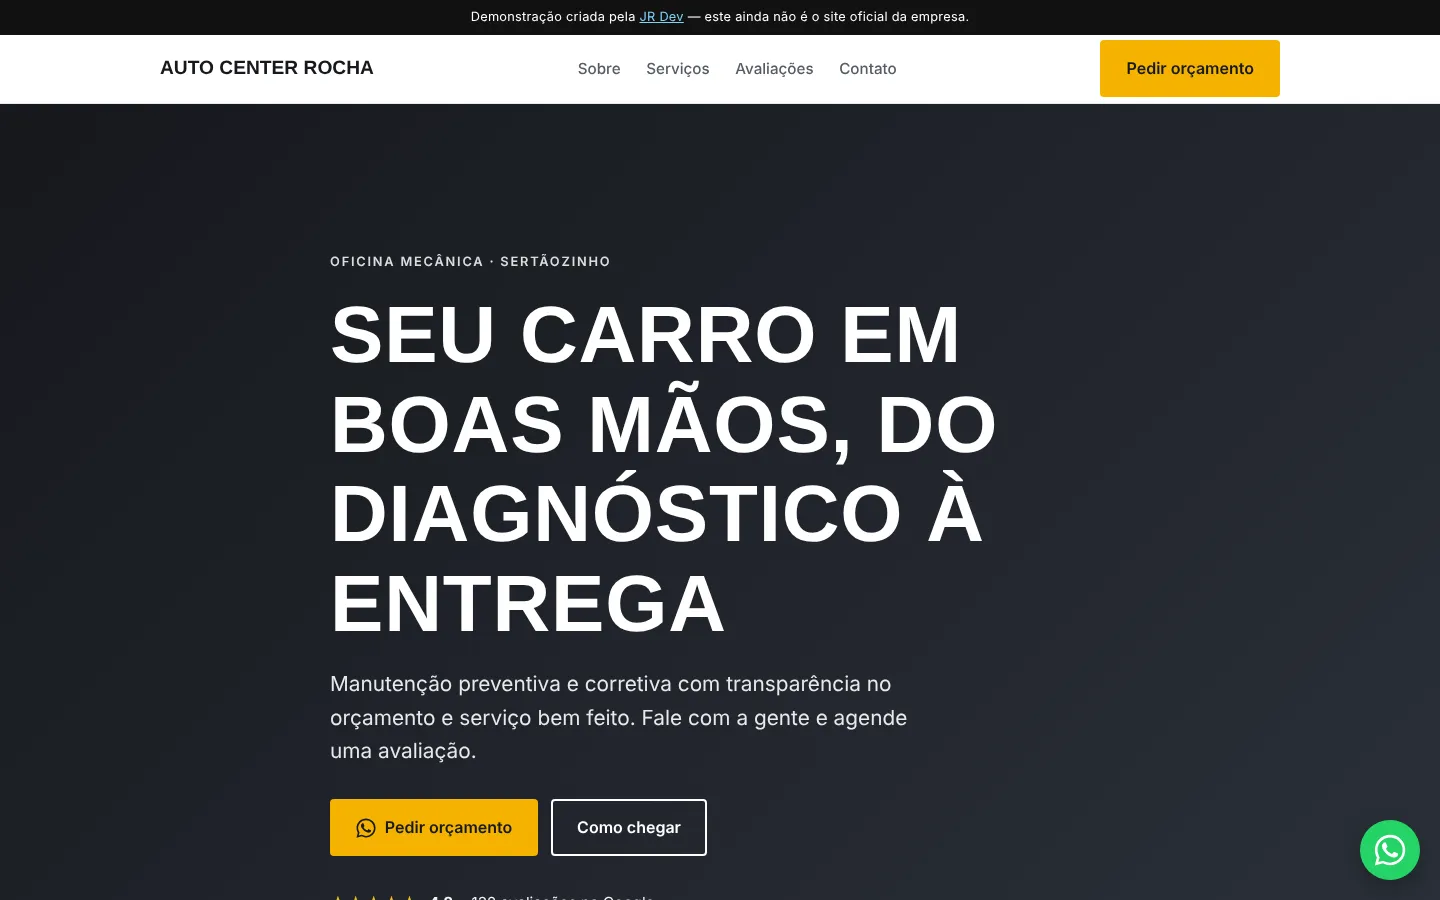 Demonstração criada pela JR Dev — este ainda não é o site oficial da empresa.
AUTO CENTER ROCHA
Sobre
Serviços
Avaliações
Contato
Pedir orçamento
OFICINA MECÂNICA · SERTÃOZINHO
SEU CARRO EM
BOAS MÃOS, DO
DIAGNÓSTICO À
ENTREGA
Manutenção preventiva e corretiva com transparência no
orçamento e serviço bem feito. Fale com a gente e agende
uma avaliação.
Pedir orçamento
Como chegar